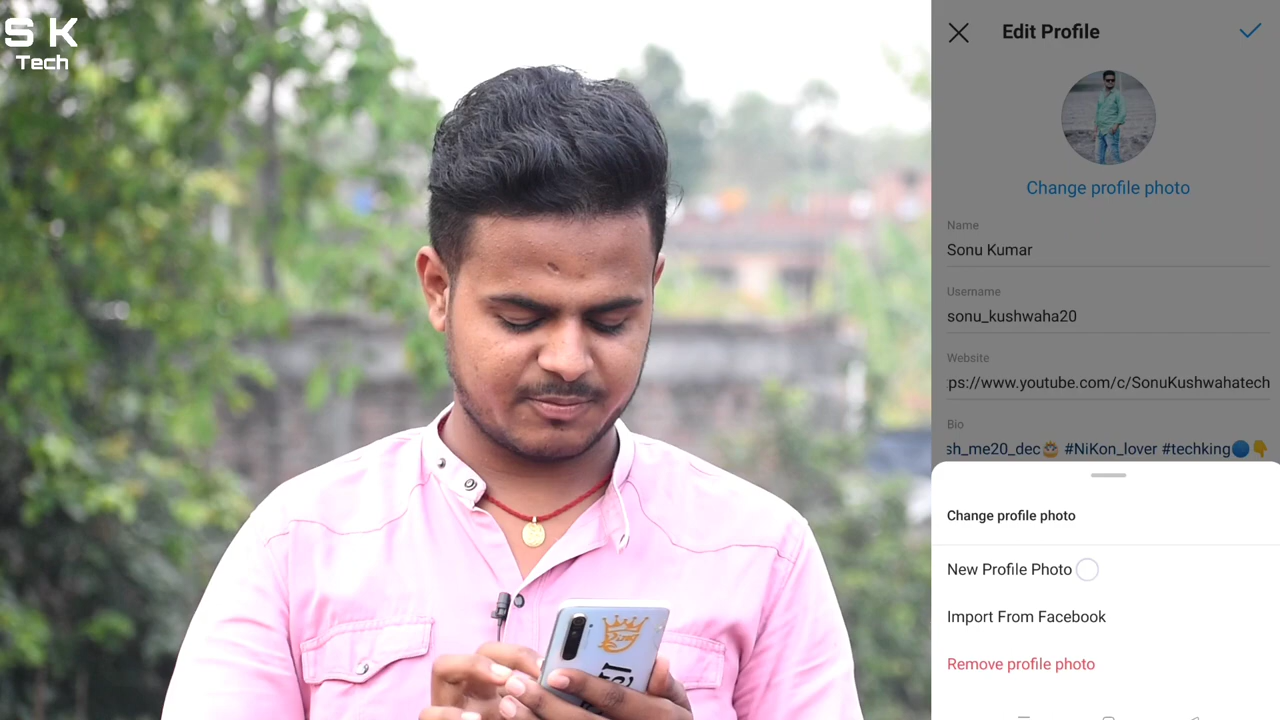 S K
Tech
Edit Profile
Change profile photo
Name
Sonu Kumar
Username
sonu_kushwaha20
Website
ps://www.youtube.com/c/SonuKushwahatech
Bio
sh_me20_dec🎂 #NiKon_lover #techking🔵👇
Change profile photo
New Profile Photo
Import From Facebook
Remove profile photo